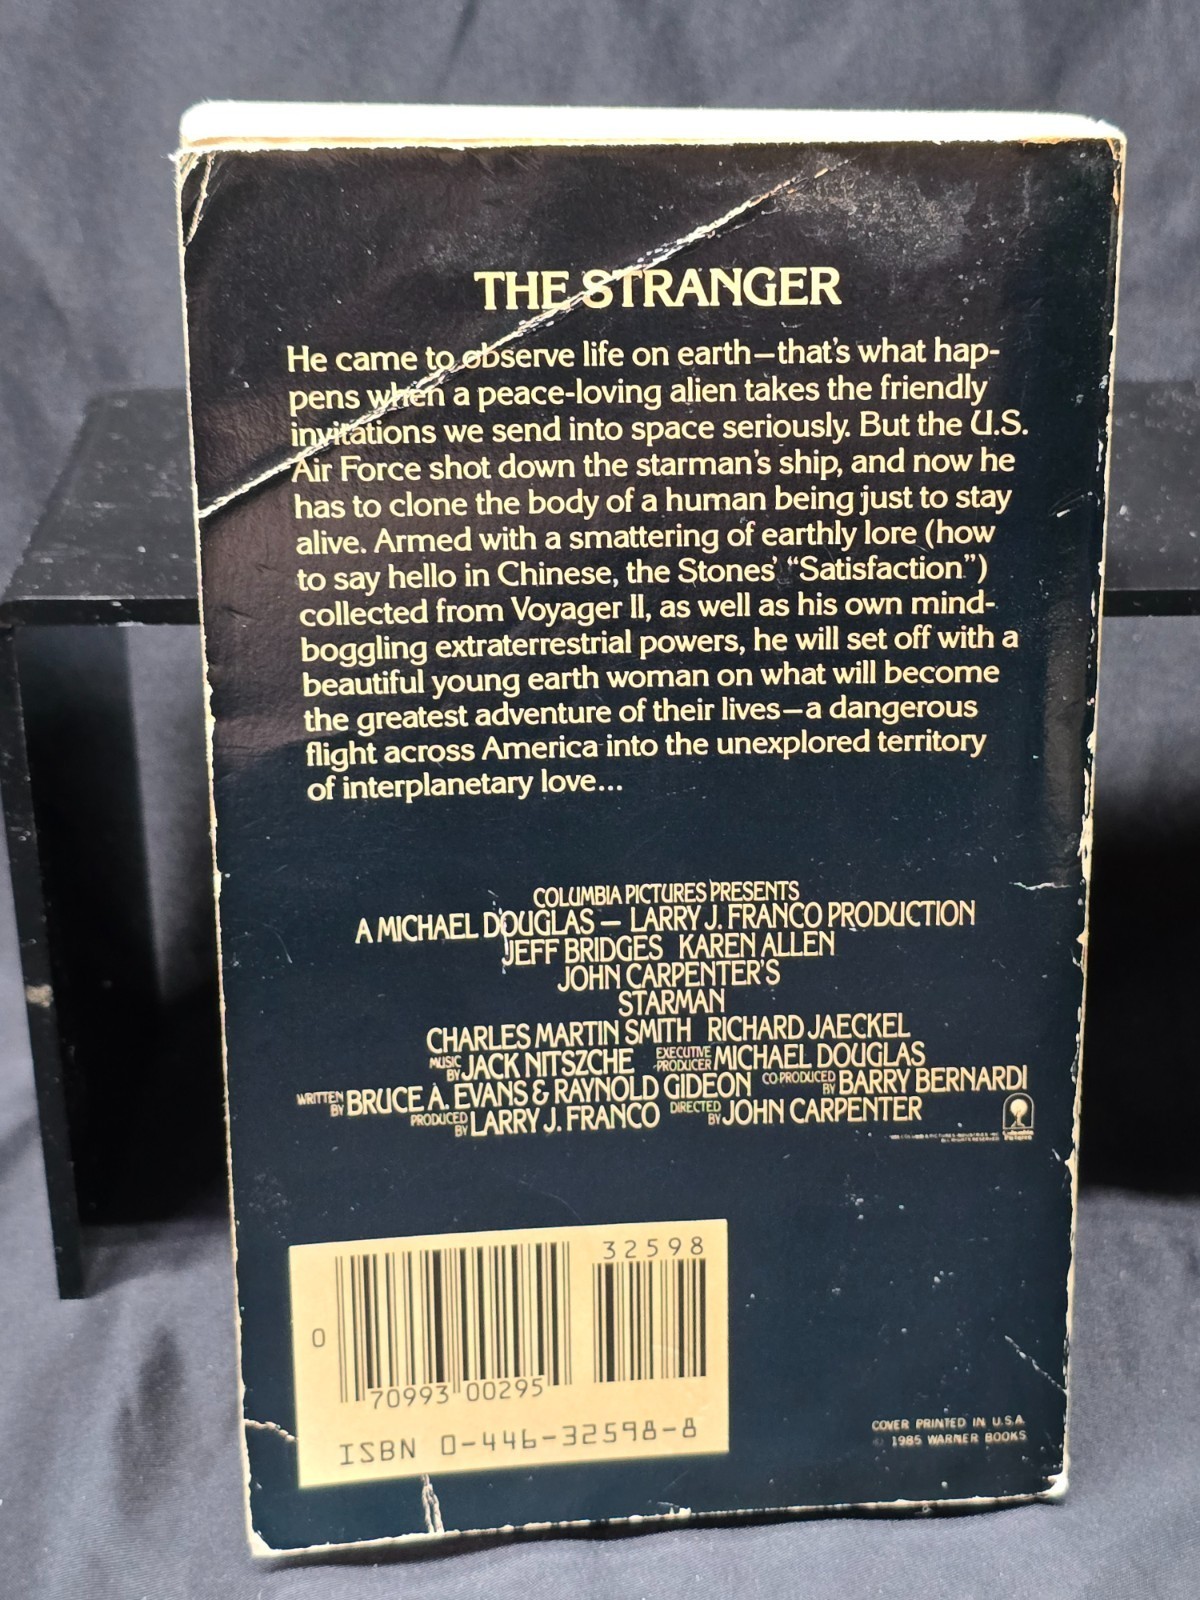 THE STRANGER
He came to observe life on earth—that's what hap-
pens when a peace-loving alien takes the friendly
invitations we send into space seriously. But the U.S.
Air Force shot down the starman's ship, and now he
has to clone the body of a human being just to stay
alive. Armed with a smattering of earthly lore (how
to say hello in Chinese, the Stones' “Satisfaction”)
collected from Voyager II, as well as his own mind-
boggling extraterrestrial powers, he will set off with a
beautiful young earth woman on what will become
the greatest adventure of their lives—a dangerous
flight across America into the unexplored territory
of interplanetary love...
COLUMBIA PICTURES PRESENTS
A MICHAEL DOUGLAS — LARRY J. FRANCO PRODUCTION
JEFF BRIDGES KAREN ALLEN
JOHN CARPENTER'S
STARMAN
CHARLES MARTIN SMITH RICHARD JAECKEL
MUSIC BY JACK NITSZCHE EXECUTIVE PRODUCER MICHAEL DOUGLAS
WRITTEN BY BRUCE A. EVANS & RAYNOLD GIDEON CO-PRODUCED BY BARRY BERNARDI
PRODUCED BY LARRY J. FRANCO DIRECTED BY JOHN CARPENTER
Columbia
Pictures
32598
0 70993 00295
ISBN 0-446-32598-8
COVER PRINTED IN U.S.A.
© 1985 WARNER BOOKS